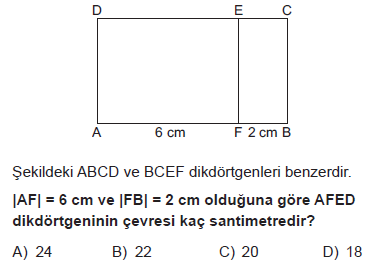 D E C
A 6 cm F 2 cm B
Şekildeki ABCD ve BCEF dikdörtgenleri benzerdir.
|AF| = 6 cm ve |FB| = 2 cm olduğuna göre AFED
dikdörtgeninin çevresi kaç santimetredir?
A) 24 B) 22 C) 20 D) 18